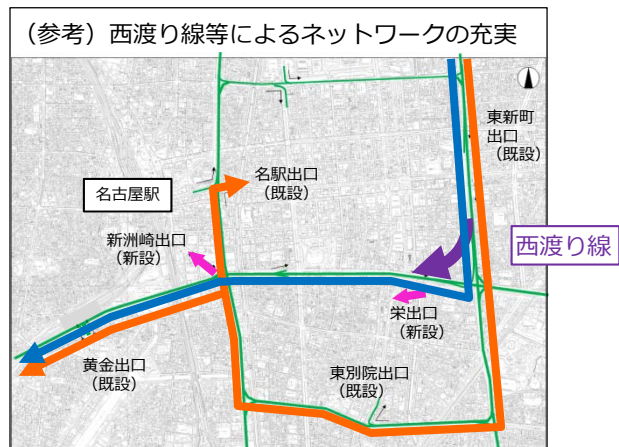 （参考）西渡り線等によるネットワークの充実
東新町
出口
（既設）
名駅出口
（既設）
名古屋駅
新洲崎出口
（新設）
西渡り線
栄出口
（新設）
黄金出口
（既設）
東別院出口
（既設）